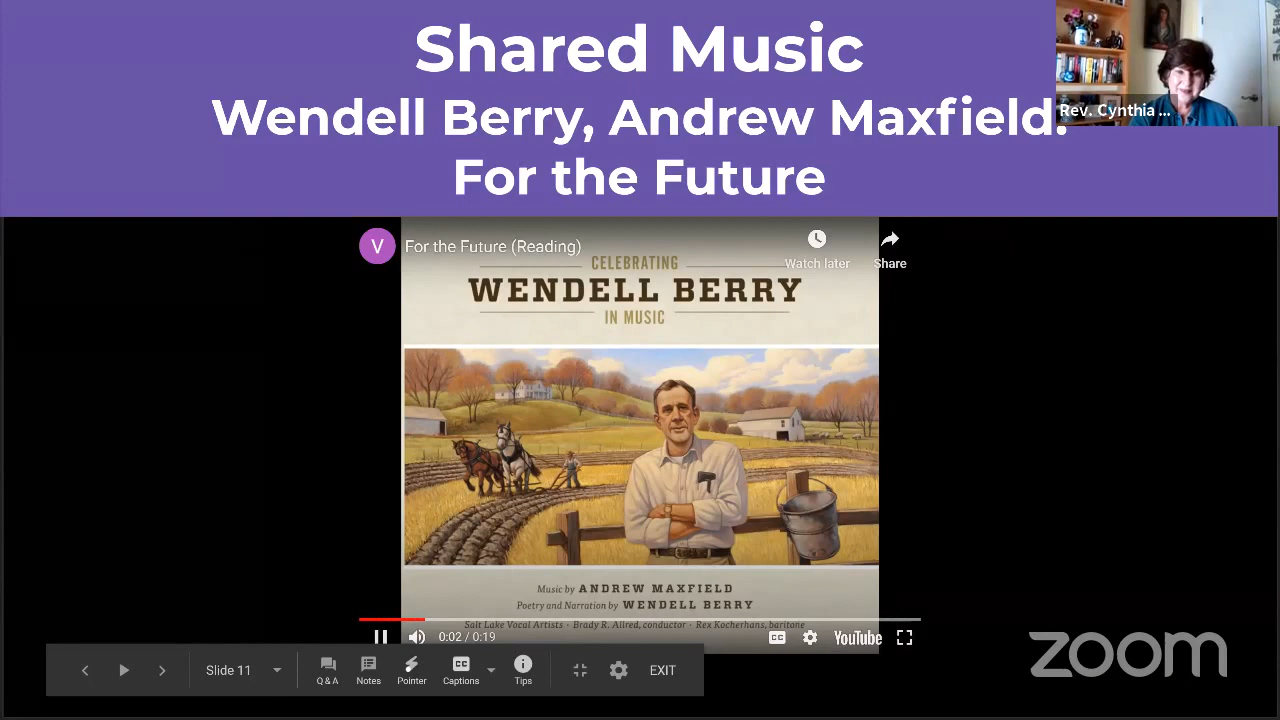 Shared Music
Wendell Berry, Andrew Maxfield:
For the Future
Rev. Cynthia ...
V
For the Future (Reading)
Watch later
Share
CELEBRATING
WENDELL BERRY
IN MUSIC
Music by ANDREW MAXFIELD
Poetry and Narration by WENDELL BERRY
Salt Lake Vocal Artists · Brady R. Allred, conductor · Rex Kocherhans, baritone
0:02 / 0:19
CC
YouTube
Slide 11
Q & A
Notes
Pointer
CC
Captions
Tips
EXIT
zoom